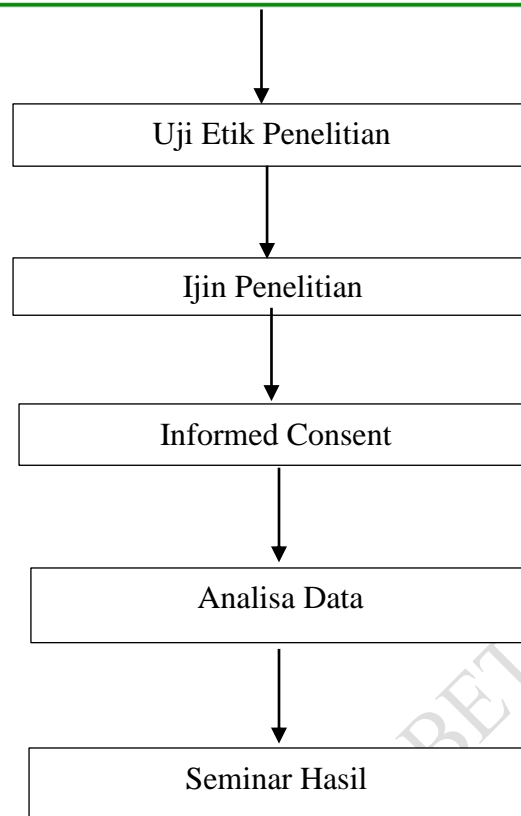 Uji Etik Penelitian
Ijin Penelitian
Informed Consent
Analisa Data
Seminar Hasil